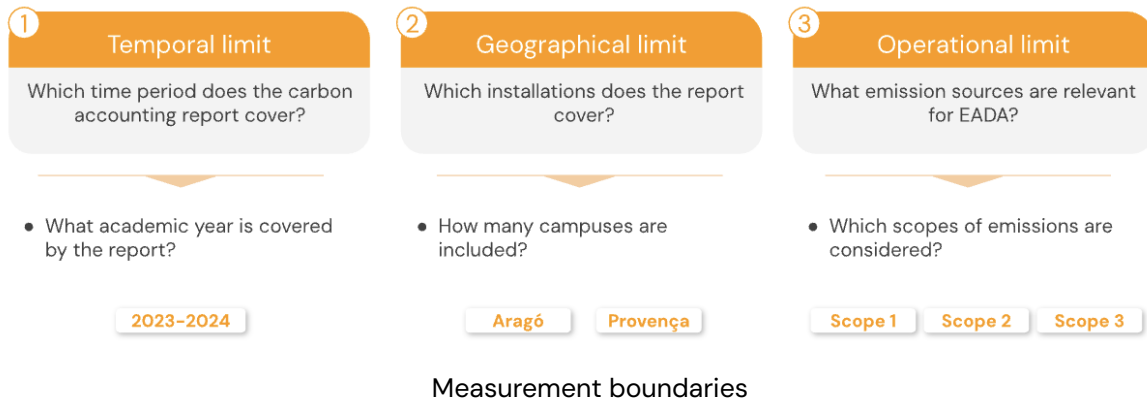 1
Temporal limit
Which time period does the carbon
accounting report cover?
• What academic year is covered
by the report?
2023-2024
2
Geographical limit
Which installations does the report
cover?
• How many campuses are
included?
Aragó
Provença
3
Operational limit
What emission sources are relevant
for EADA?
• Which scopes of emissions are
considered?
Scope 1
Scope 2
Scope 3
Measurement boundaries